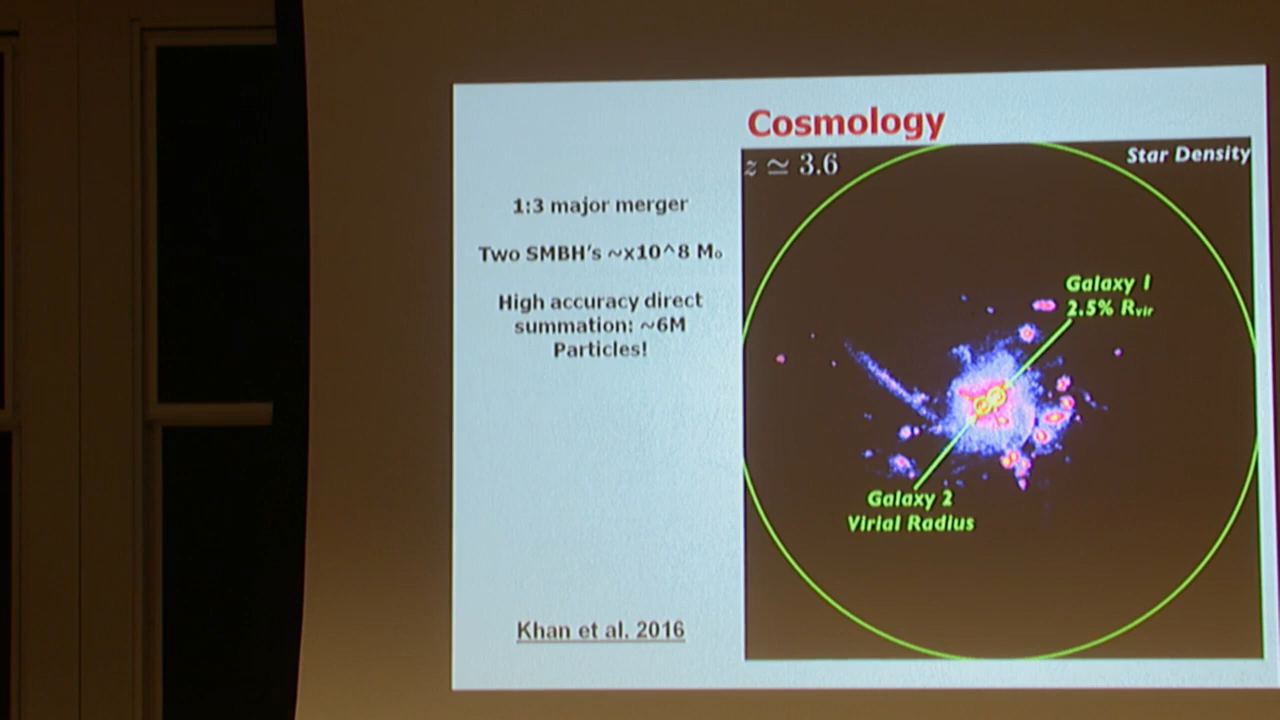 Cosmology
z ≃ 3.6
Star Density
1:3 major merger
Two SMBH's ~x10^8 M₀
High accuracy direct
summation: ~6M
Particles!
Galaxy 1
2.5% Rvir
Galaxy 2
Virial Radius
Khan et al. 2016